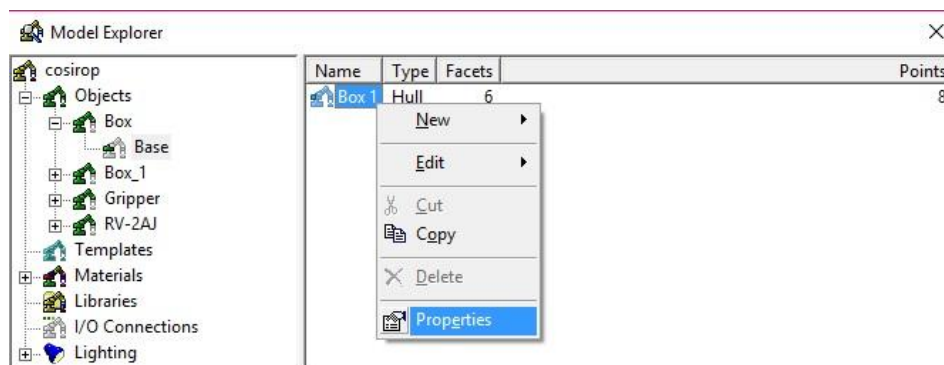 Model Explorer
cosirop
Objects
Box
Base
Box_1
Gripper
RV-2AJ
Templates
Materials
Libraries
I/O Connections
Lighting
Name Type Facets Points
Box 1 Hull 6 8
New
Edit
Cut
Copy
Delete
Properties